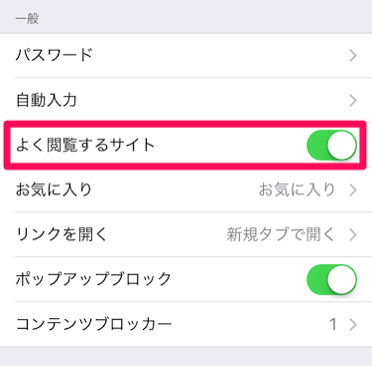 一般
パスワード
自動入力
よく閲覧するサイト
お気に入り お気に入り
リンクを開く 新規タブで開く
ポップアップブロック
コンテンツブロッカー 1